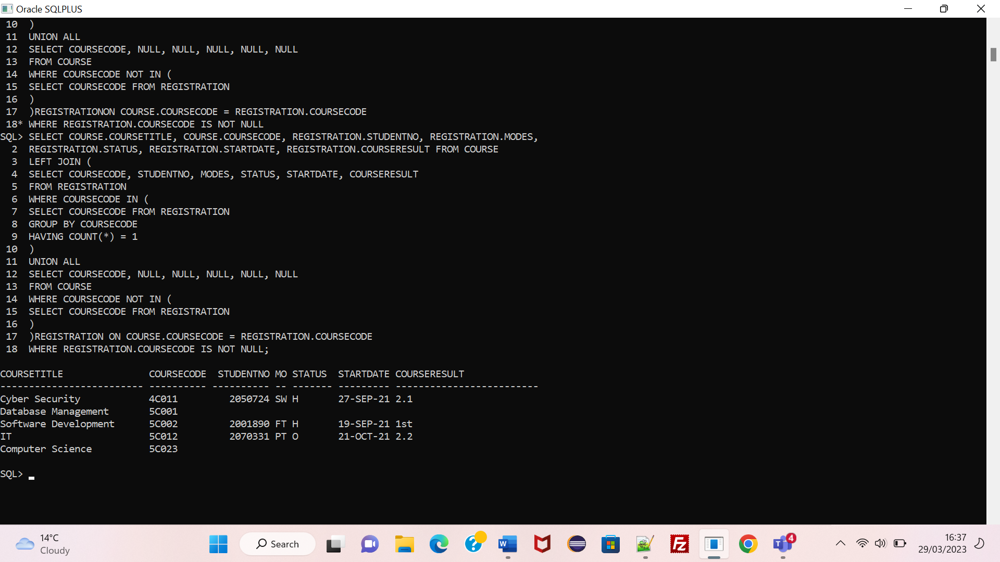 Oracle SQLPLUS
10 )
11 UNION ALL
12 SELECT COURSECODE, NULL, NULL, NULL, NULL, NULL
13 FROM COURSE
14 WHERE COURSECODE NOT IN (
15 SELECT COURSECODE FROM REGISTRATION
16 )
17 )REGISTRATIONON COURSE.COURSECODE = REGISTRATION.COURSECODE
18* WHERE REGISTRATION.COURSECODE IS NOT NULL
SQL> SELECT COURSE.COURSETITLE, COURSE.COURSECODE, REGISTRATION.STUDENTNO, REGISTRATION.MODES,
2 REGISTRATION.STATUS, REGISTRATION.STARTDATE, REGISTRATION.COURSERESULT FROM COURSE
3 LEFT JOIN (
4 SELECT COURSECODE, STUDENTNO, MODES, STATUS, STARTDATE, COURSERESULT
5 FROM REGISTRATION
6 WHERE COURSECODE IN (
7 SELECT COURSECODE FROM REGISTRATION
8 GROUP BY COURSECODE
9 HAVING COUNT(*) = 1
10 )
11 UNION ALL
12 SELECT COURSECODE, NULL, NULL, NULL, NULL, NULL
13 FROM COURSE
14 WHERE COURSECODE NOT IN (
15 SELECT COURSECODE FROM REGISTRATION
16 )
17 )REGISTRATION ON COURSE.COURSECODE = REGISTRATION.COURSECODE
18 WHERE REGISTRATION.COURSECODE IS NOT NULL;
COURSETITLE COURSECODE STUDENTNO MO STATUS STARTDATE COURSERESULT
------------------------- ---------- ---------- -- ------- --------- -------------------------
Cyber Security 4C011 2050724 SW H 27-SEP-21 2.1
Database Management 5C001
Software Development 5C002 2001890 FT H 19-SEP-21 1st
IT 5C012 2070331 PT O 21-OCT-21 2.2
Computer Science 5C023
SQL>
14°C
Cloudy
Search
W
Fz
T
4
16:37
29/03/2023